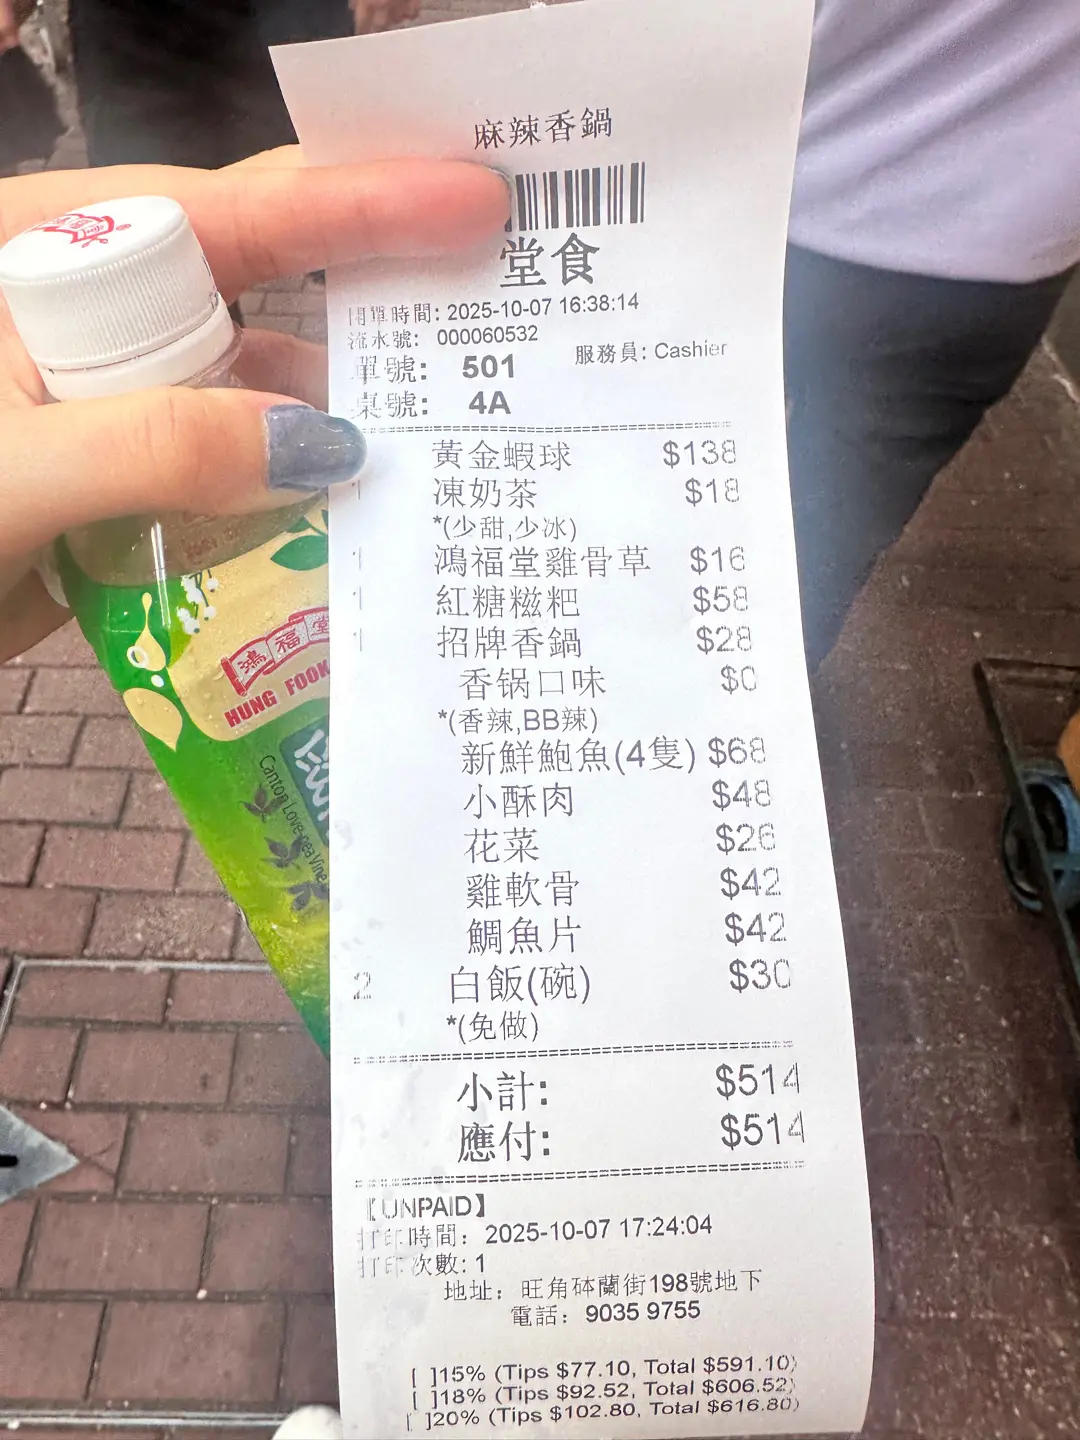 麻辣香鍋
堂食
開單時間: 2025-10-07 16:38:14
流水號: 000060532
服務員: Cashier
單號: 501
桌號: 4A
黃金蝦球 $138
1 凍奶茶 $18
*(少甜,少冰)
1 鴻福堂雞骨草 $16
1 紅糖糍粑 $58
1 招牌香鍋 $28
香锅口味 $0
*(香辣,BB辣)
新鮮鮑魚(4隻) $68
小酥肉 $48
花菜 $26
雞軟骨 $42
鯛魚片 $42
2 白飯(碗) $30
*(免做)
小計: $514
應付: $514
【UNPAID】
打印時間: 2025-10-07 17:24:04
打印次數: 1
地址: 旺角砵蘭街198號地下
電話: 9035 9755
[ ]15% (Tips $77.10, Total $591.10)
[ ]18% (Tips $92.52, Total $606.52)
[ ]20% (Tips $102.80, Total $616.80)
鴻福堂
HUNG FOOK
Canton Love-pea Vine